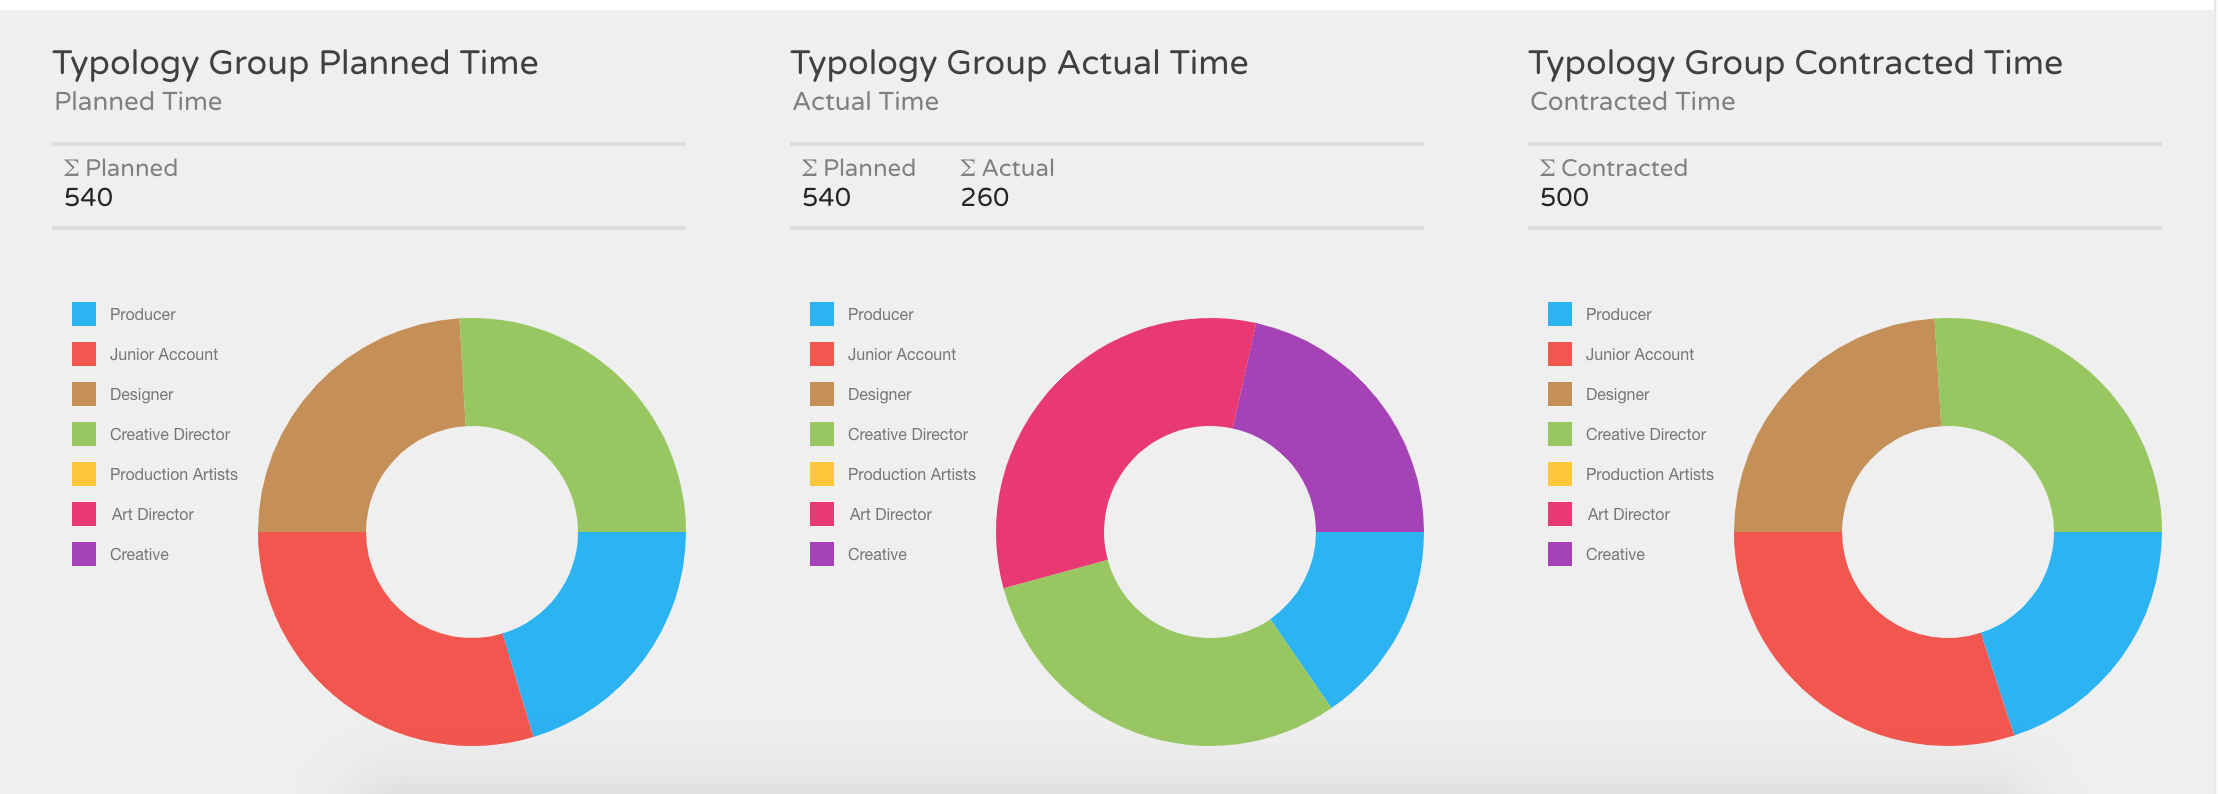 Typology Group Planned Time
Planned Time
Σ Planned
540
Producer
Junior Account
Designer
Creative Director
Production Artists
Art Director
Creative
Typology Group Actual Time
Actual Time
Σ Planned Σ Actual
540 260
Producer
Junior Account
Designer
Creative Director
Production Artists
Art Director
Creative
Typology Group Contracted Time
Contracted Time
Σ Contracted
500
Producer
Junior Account
Designer
Creative Director
Production Artists
Art Director
Creative